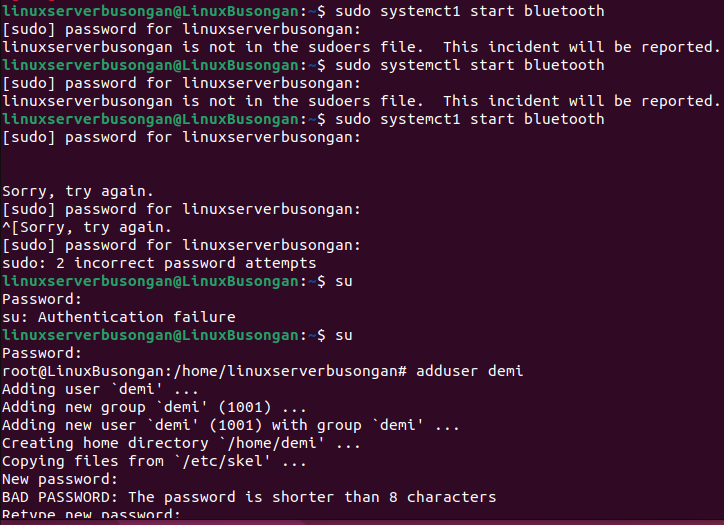 linuxserverbusongan@LinuxBusongan:~$ sudo systemct1 start bluetooth
[sudo] password for linuxserverbusongan:
linuxserverbusongan is not in the sudoers file.  This incident will be reported.
linuxserverbusongan@LinuxBusongan:~$ sudo systemctl start bluetooth
[sudo] password for linuxserverbusongan:
linuxserverbusongan is not in the sudoers file.  This incident will be reported.
linuxserverbusongan@LinuxBusongan:~$ sudo systemct1 start bluetooth
[sudo] password for linuxserverbusongan:
Sorry, try again.
[sudo] password for linuxserverbusongan:
^[Sorry, try again.
[sudo] password for linuxserverbusongan:
sudo: 2 incorrect password attempts
linuxserverbusongan@LinuxBusongan:~$ su
Password:
su: Authentication failure
linuxserverbusongan@LinuxBusongan:~$ su
Password:
root@LinuxBusongan:/home/linuxserverbusongan# adduser demi
Adding user `demi' ...
Adding new group `demi' (1001) ...
Adding new user `demi' (1001) with group `demi' ...
Creating home directory `/home/demi' ...
Copying files from `/etc/skel' ...
New password:
BAD PASSWORD: The password is shorter than 8 characters
Retype new password: